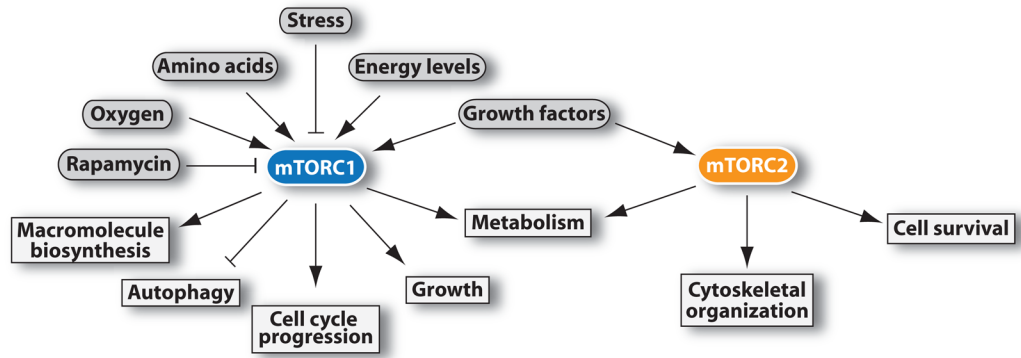 Stress
Amino acids
Energy levels
Oxygen
Growth factors
Rapamycin
mTORC1
mTORC2
Macromolecule
biosynthesis
Metabolism
Cell survival
Autophagy
Growth
Cytoskeletal
organization
Cell cycle
progression